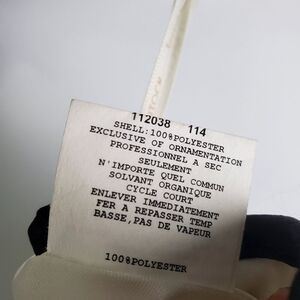 112038 114
SHELL:100%POLYESTER
EXCLUSIVE OF ORNAMENTATION
PROFESSIONNEL A SEC
SEULEMENT
N'IMPORTE QUEL COMMUN
SOLVANT ORGANIQUE
CYCLE COURT
ENLEVER IMMEDIATEMENT
FER A REPASSER TEMP
BASSE,PAS DE VAPEUR
100%POLYESTER